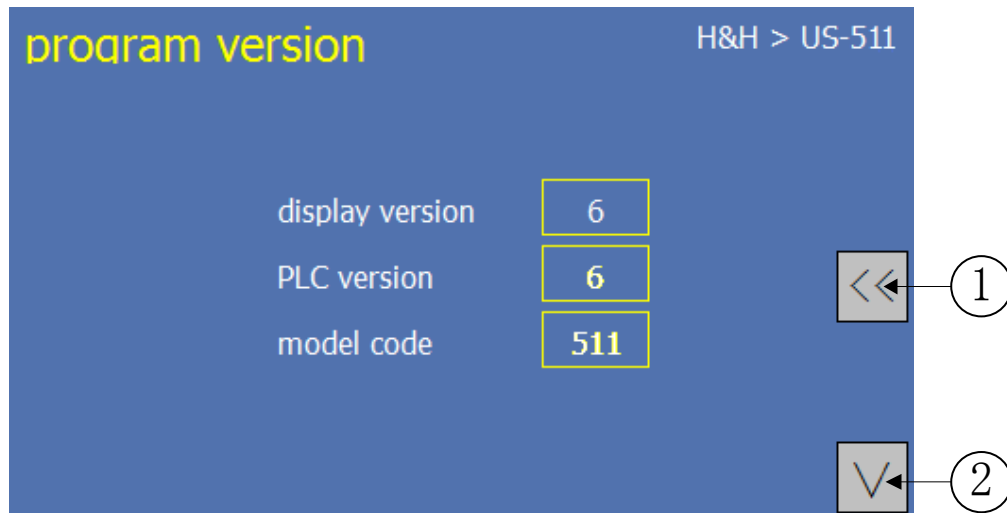 program version
H&H > US-511
display version 6
PLC version 6
model code 511
<< 1
∨ 2